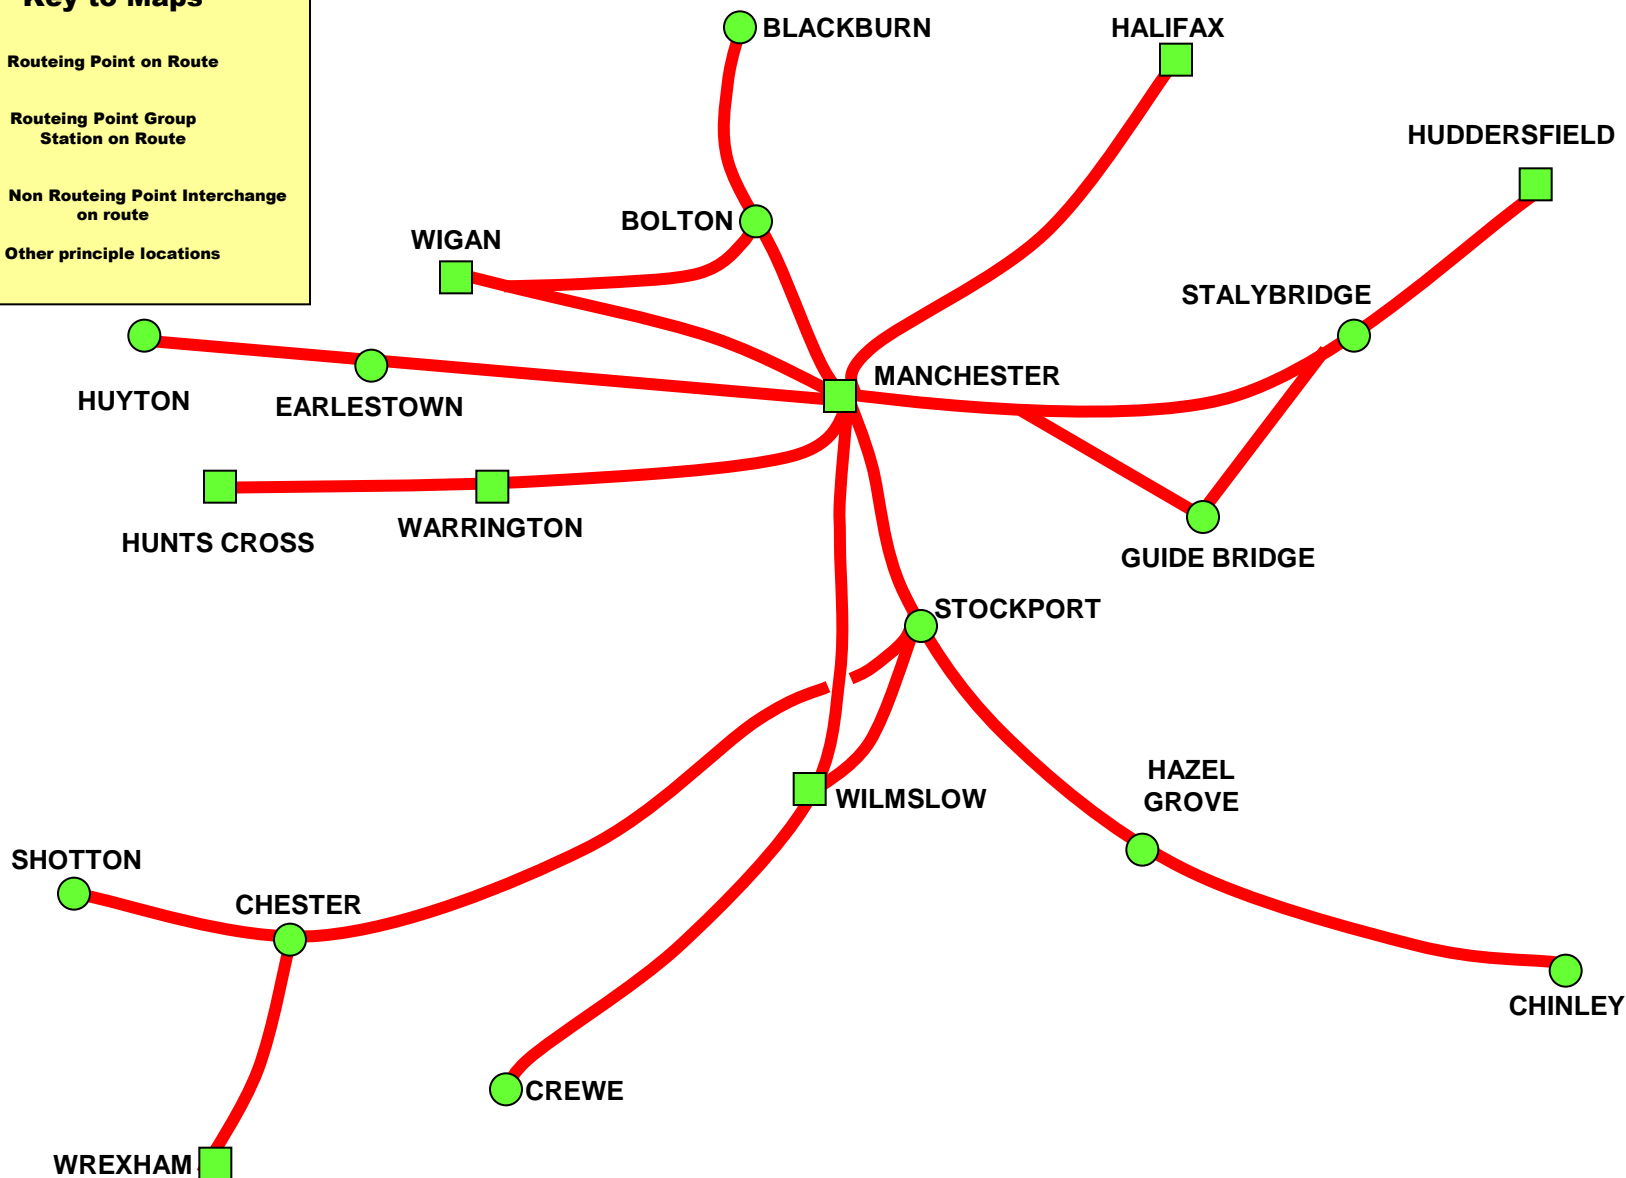 Key to Maps
Routeing Point on Route
Routeing Point Group
Station on Route
Non Routeing Point Interchange
on route
Other principle locations
BLACKBURN
HALIFAX
HUDDERSFIELD
BOLTON
WIGAN
STALYBRIDGE
MANCHESTER
HUYTON
EARLESTOWN
WARRINGTON
HUNTS CROSS
GUIDE BRIDGE
STOCKPORT
HAZEL
GROVE
WILMSLOW
SHOTTON
CHESTER
CHINLEY
CREWE
WREXHAM